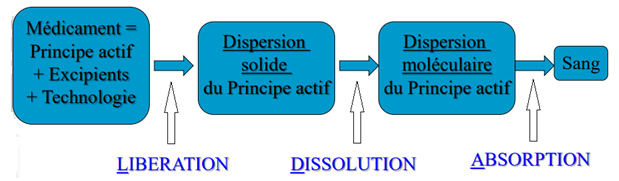 Médicament =
Principe actif
+ Excipients
+ Technologie
Dispersion
solide
du Principe actif
Dispersion
moléculaire
du Principe actif
Sang
LIBERATION
DISSOLUTION
ABSORPTION